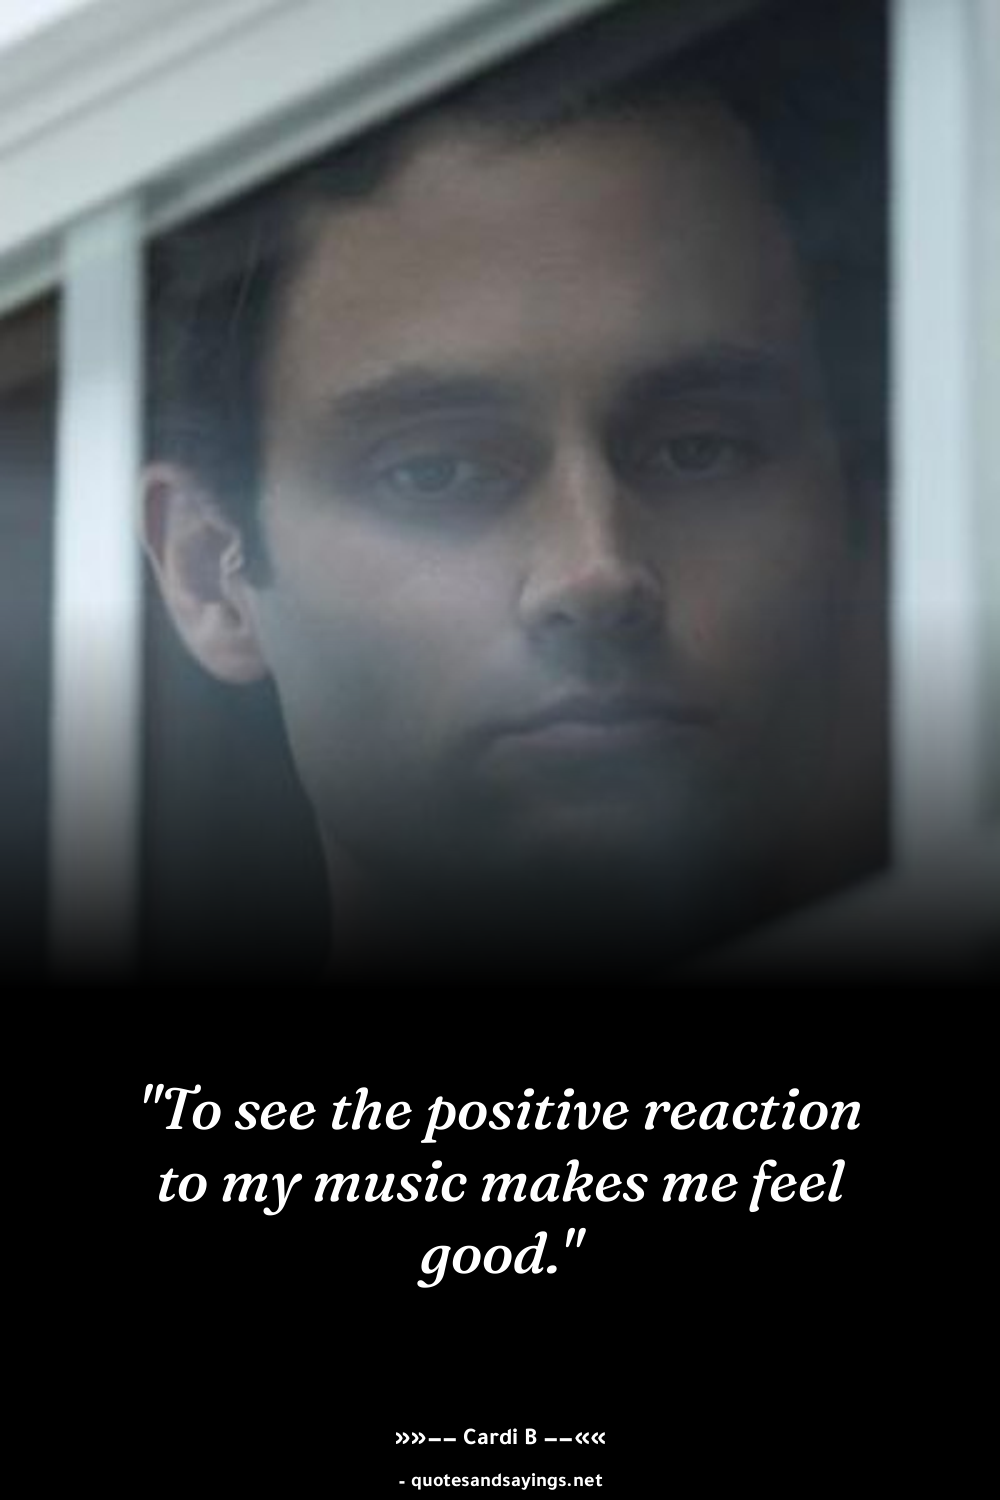 "To see the positive reaction
to my music makes me feel
good."
»»–– Cardi B ––««
- quotesandsayings.net